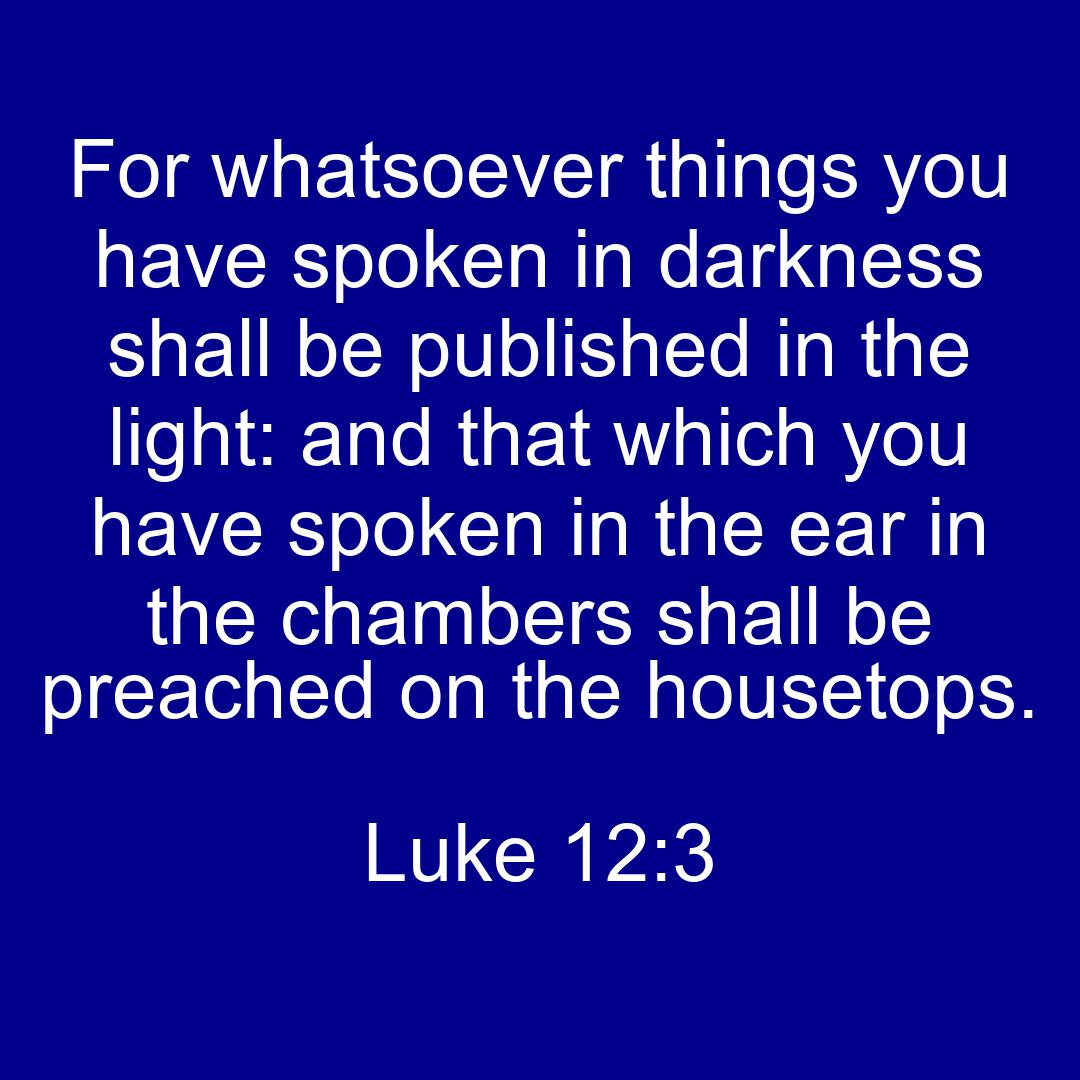 For whatsoever things you
have spoken in darkness
shall be published in the
light: and that which you
have spoken in the ear in
the chambers shall be
preached on the housetops.
Luke 12:3